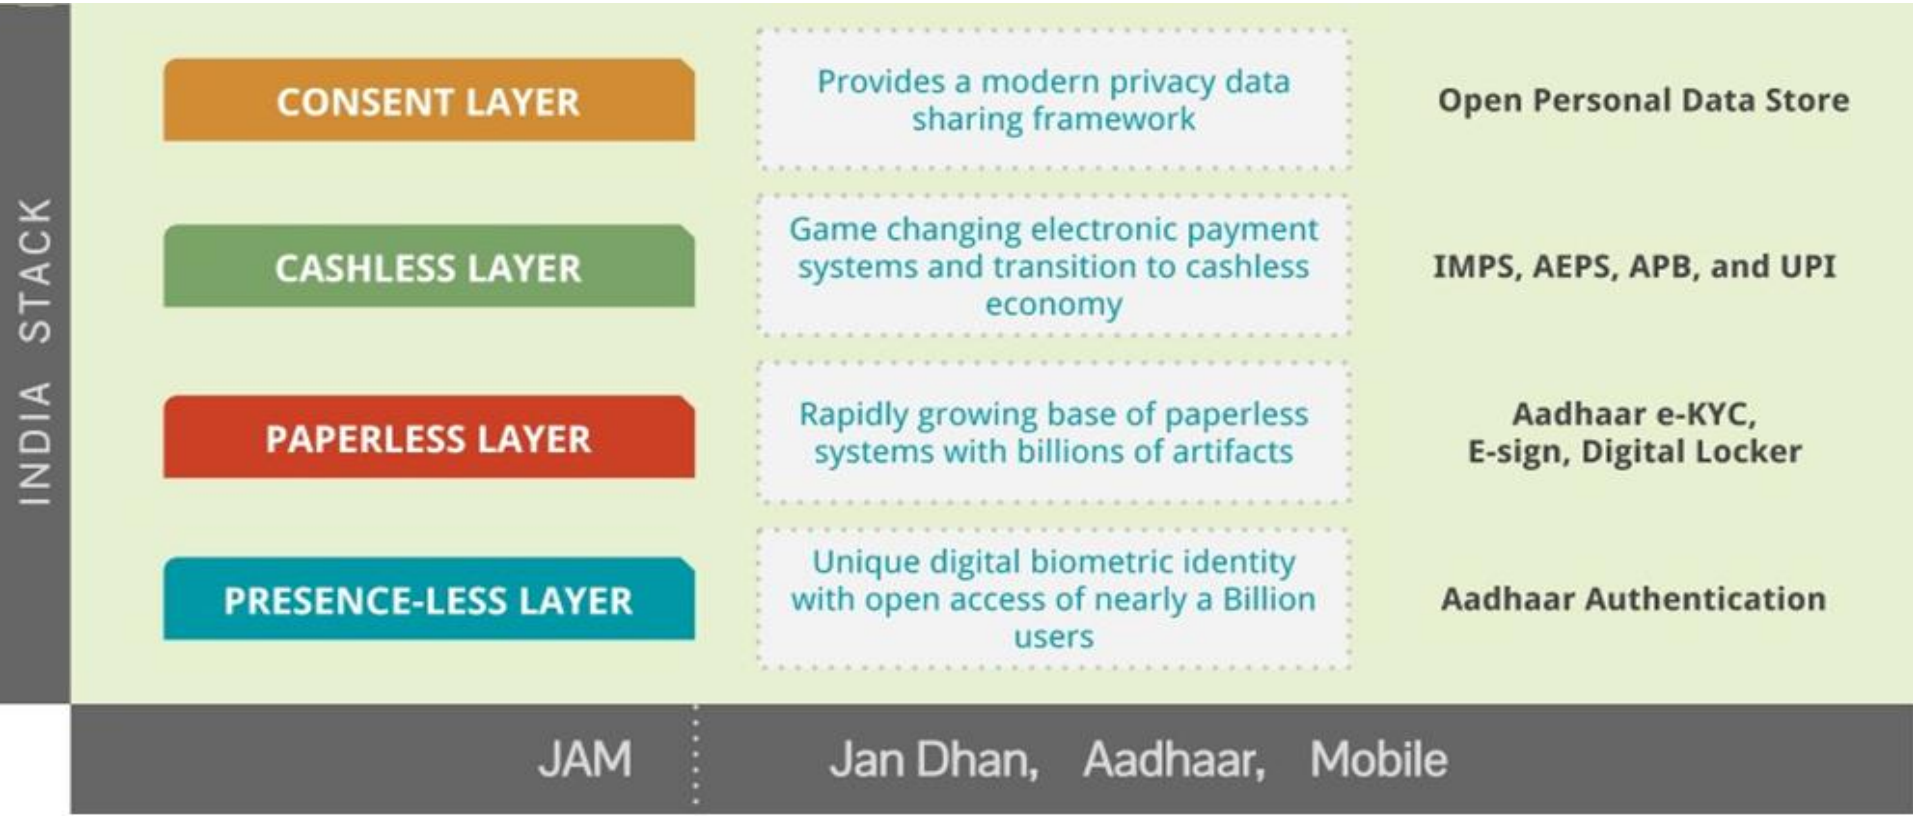 INDIA STACK
CONSENT LAYER
Provides a modern privacy data
sharing framework
Open Personal Data Store
CASHLESS LAYER
Game changing electronic payment
systems and transition to cashless
economy
IMPS, AEPS, APB, and UPI
PAPERLESS LAYER
Rapidly growing base of paperless
systems with billions of artifacts
Aadhaar e-KYC,
E-sign, Digital Locker
PRESENCE-LESS LAYER
Unique digital biometric identity
with open access of nearly a Billion
users
Aadhaar Authentication
JAM
Jan Dhan, Aadhaar, Mobile